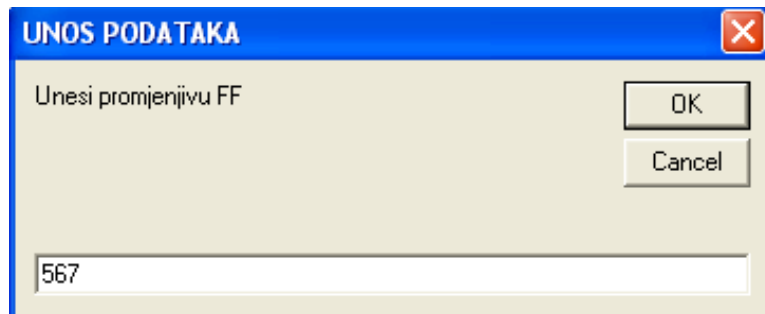 UNOS PODATAKA
Unesi promjenjivu FF
OK
Cancel
567